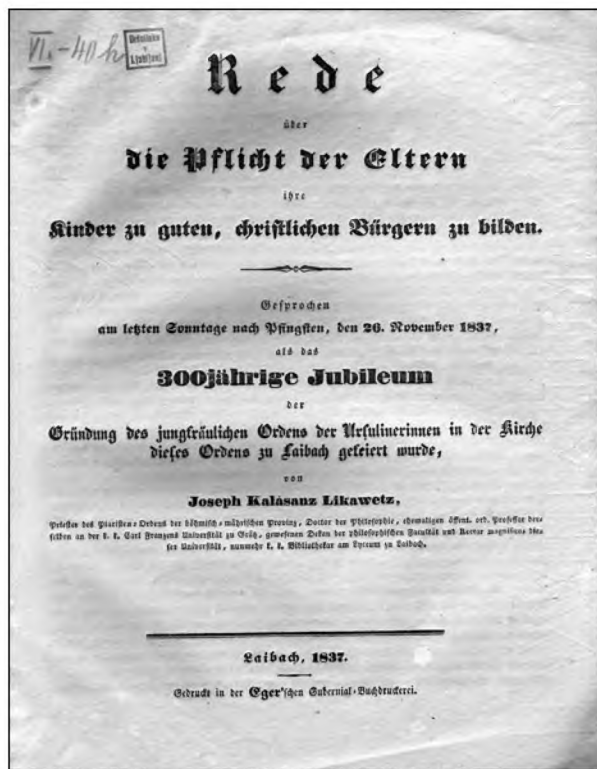 VI.-40h
Uršulinke
v
Ljubljani
Rede
über
die Pflicht der Eltern
ihre
Kinder zu guten, christlichen Bürgern zu bilden.
Gesprochen
am letzten Sonntage nach Pfingsten, den 26. November 1837,
als das
300jährige Jubileum
der
Gründung des jungfräulichen Ordens der Ursulinerinnen in der Kirche
dieses Ordens zu Laibach gefeiert wurde,
von
Joseph Kalasanz Likawetz,
Priester des Piaristen-Ordens der böhmisch-mährischen Provinz, Doctor der Philosophie, ehemaligen öffent. ord. Professor der-
selben an der k. k. Carl Franzens Universität zu Grätz, gewesenen Dekan der philosophischen Facultät und Rector magnificus die-
ser Universität, nunmehr k. k. Bibliothekar am Lyceum zu Laibach.
Laibach, 1837.
Gedruckt in der Eger'schen Gubernial-Buchdruckerei.